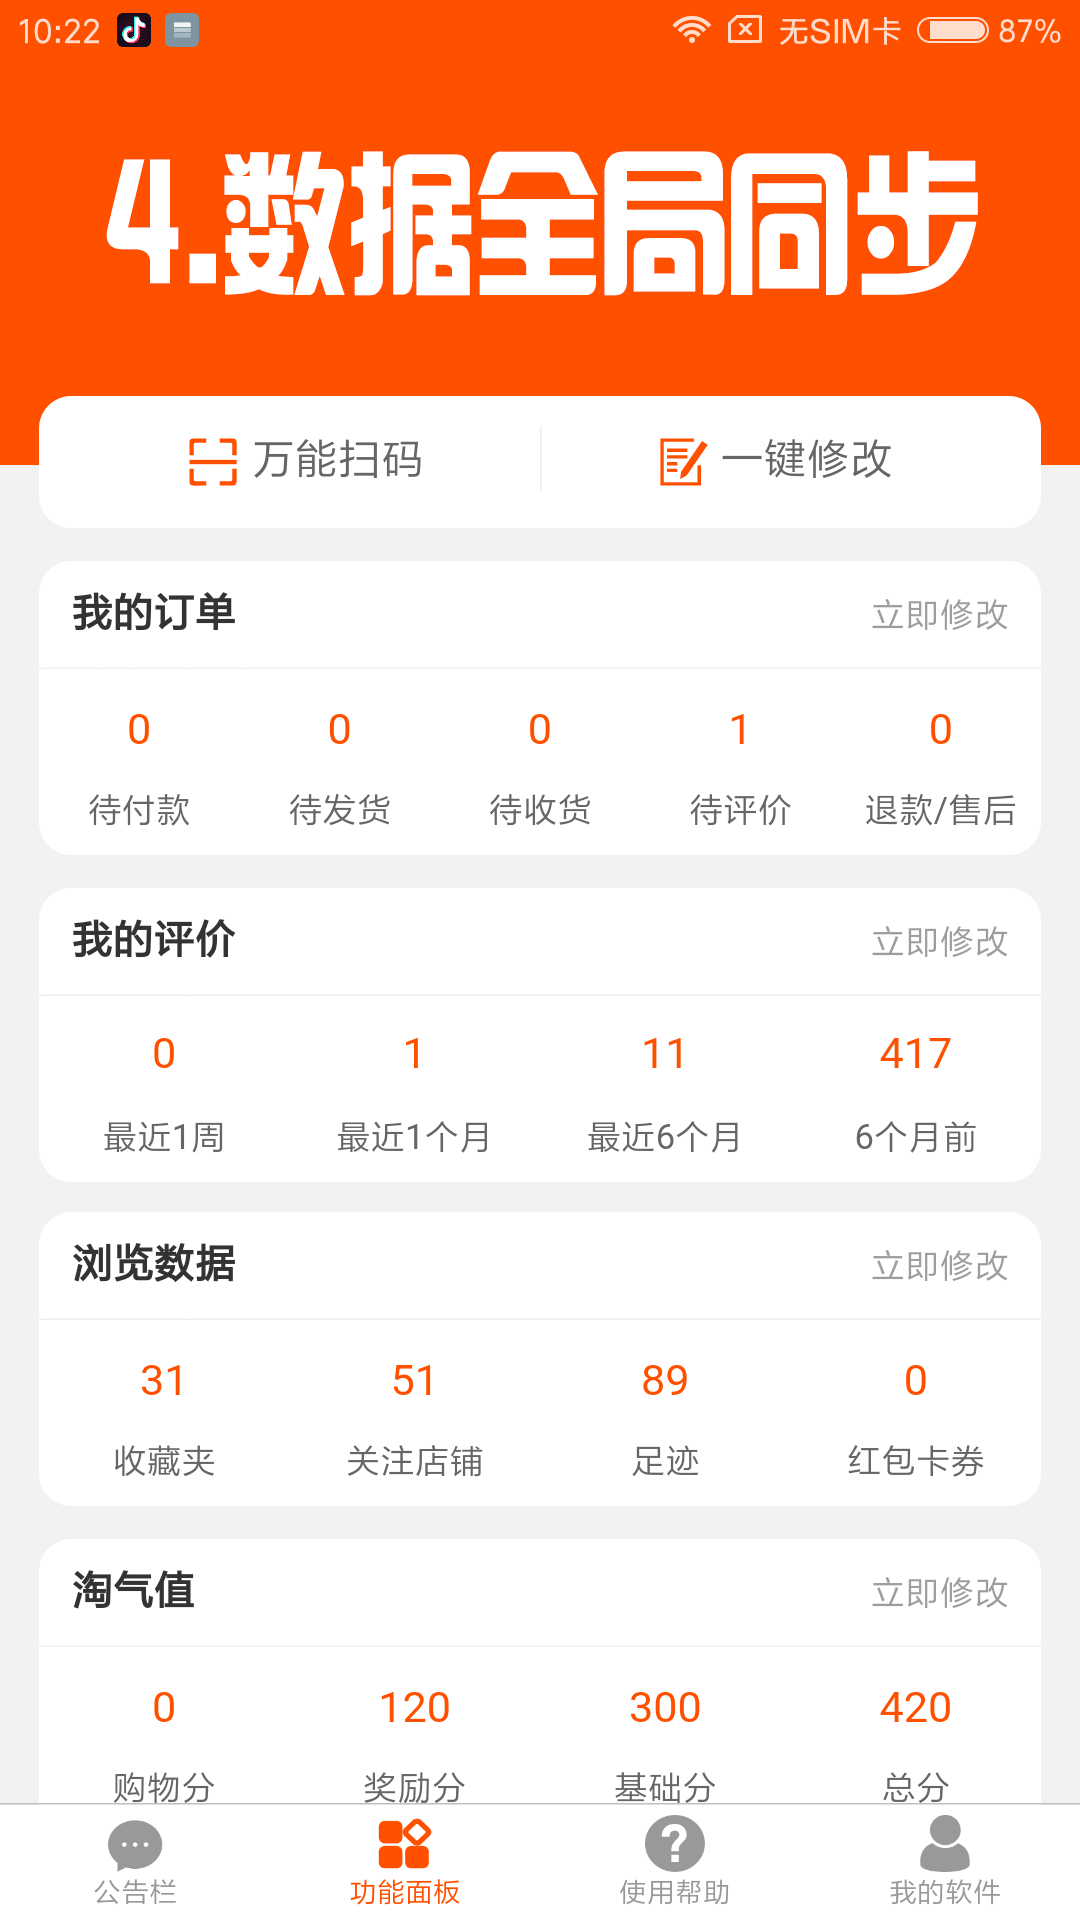 10:22 无SIM卡 87%
4.数据全局同步
万能扫码 一键修改
我的订单 立即修改
0 0 0 1 0
待付款 待发货 待收货 待评价 退款/售后
我的评价 立即修改
0 1 11 417
最近1周 最近1个月 最近6个月 6个月前
浏览数据 立即修改
31 51 89 0
收藏夹 关注店铺 足迹 红包卡券
淘气值 立即修改
0 120 300 420
购物分 奖励分 基础分 总分
公告栏 功能面板 使用帮助 我的软件